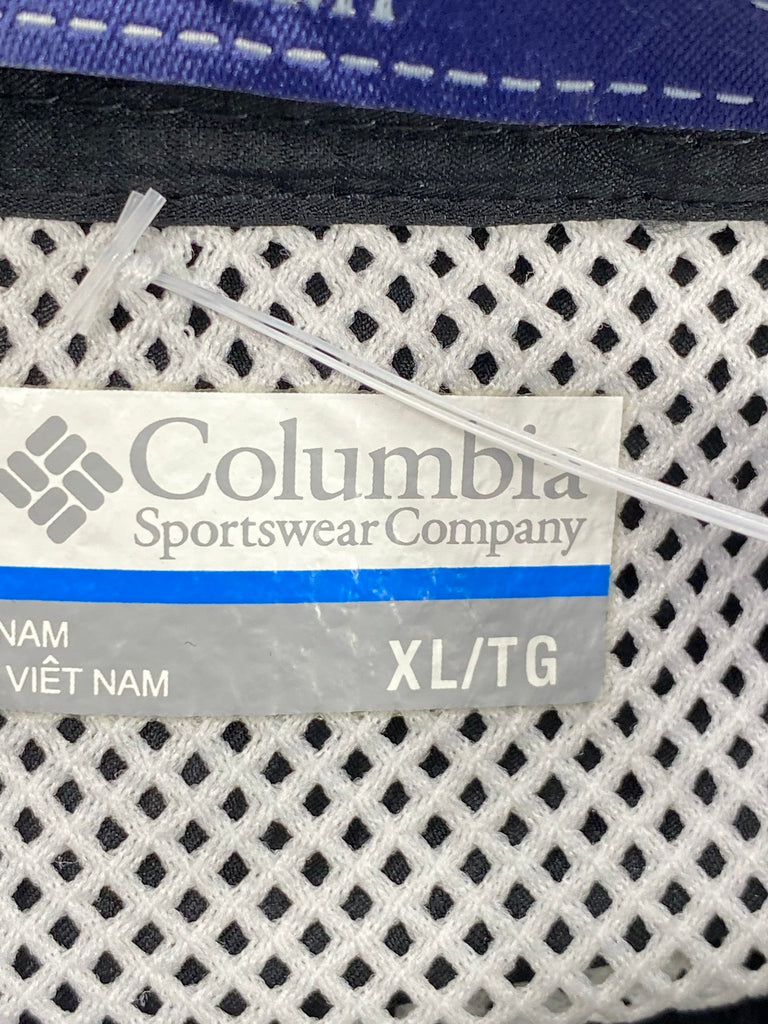 Columbia
Sportswear Company
NAM
VIÊT NAM
XL/TG